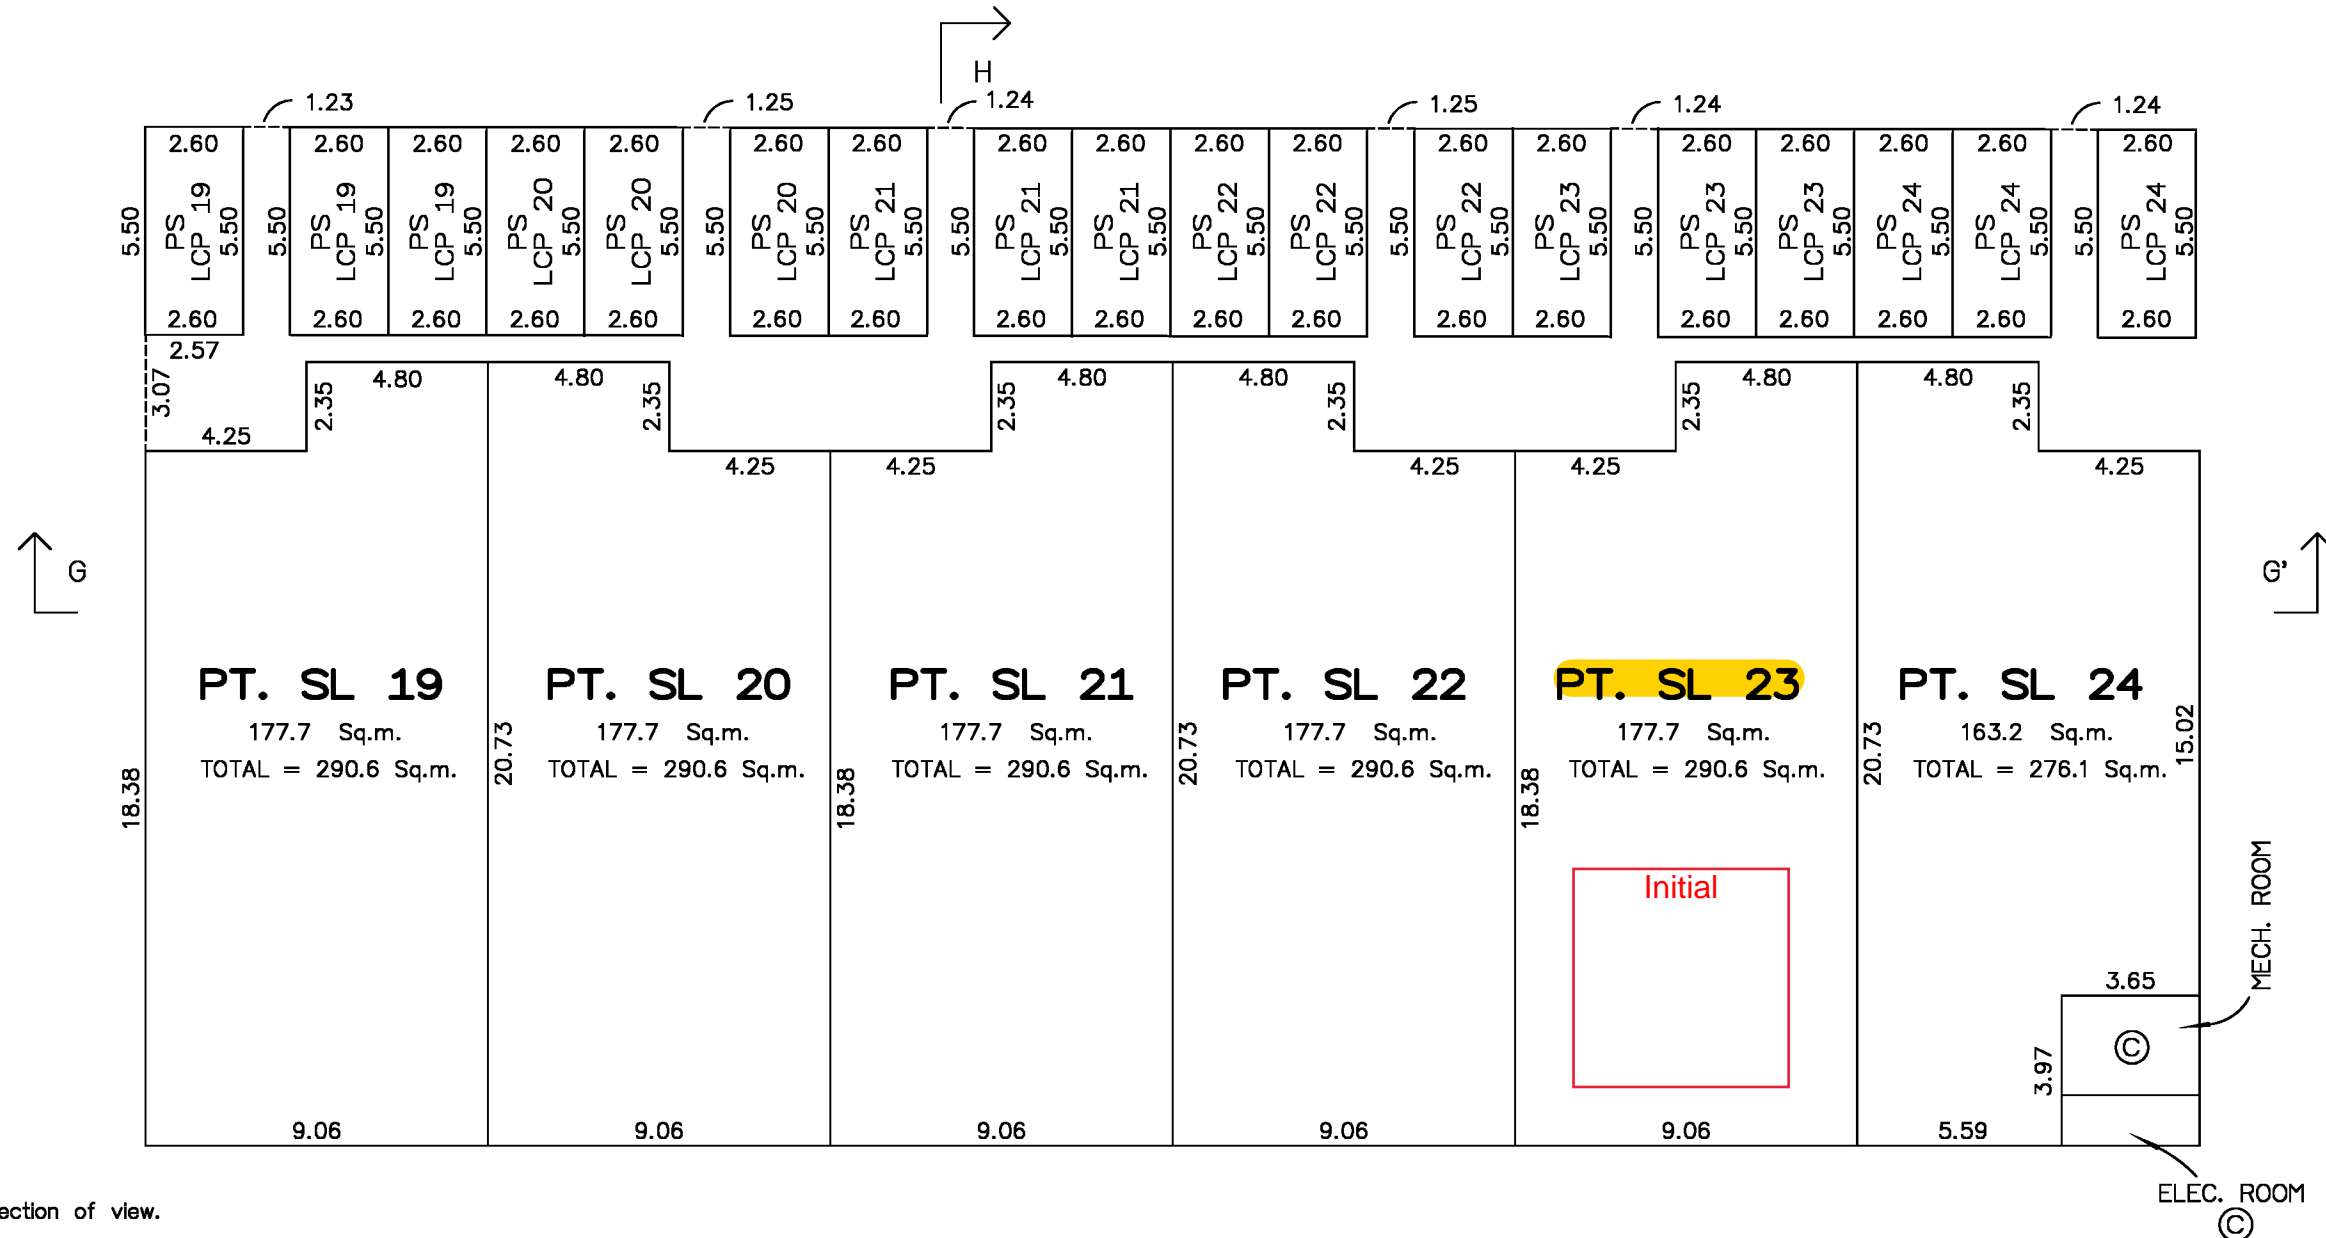 H
1.23
1.25
1.24
1.25
1.24
1.24
2.60 2.60 2.60 2.60 2.60 2.60 2.60 2.60 2.60 2.60 2.60 2.60 2.60 2.60 2.60 2.60 2.60 2.60
5.50
PS
LCP 19
5.50
5.50
PS
LCP 19
5.50
PS
LCP 19
5.50
PS
LCP 20
5.50
PS
LCP 20
5.50
5.50
PS
LCP 20
5.50
PS
LCP 21
5.50
5.50
PS
LCP 21
5.50
PS
LCP 21
5.50
PS
LCP 22
5.50
PS
LCP 22
5.50
5.50
PS
LCP 22
5.50
PS
LCP 23
5.50
5.50
PS
LCP 23
5.50
PS
LCP 23
5.50
PS
LCP 24
5.50
PS
LCP 24
5.50
5.50
PS
LCP 24
5.50
2.60 2.60 2.60 2.60 2.60 2.60 2.60 2.60 2.60 2.60 2.60 2.60 2.60 2.60 2.60 2.60 2.60 2.60
2.57
3.07
4.25
2.35
4.80
4.80
2.35
4.25
4.25
2.35
4.80
4.80
2.35
4.25
4.25
2.35
4.80
4.80
2.35
4.25
G
G'
PT. SL 19
177.7 Sq.m.
TOTAL = 290.6 Sq.m.
18.38
9.06
20.73
PT. SL 20
177.7 Sq.m.
TOTAL = 290.6 Sq.m.
9.06
18.38
PT. SL 21
177.7 Sq.m.
TOTAL = 290.6 Sq.m.
9.06
20.73
PT. SL 22
177.7 Sq.m.
TOTAL = 290.6 Sq.m.
9.06
18.38
PT. SL 23
177.7 Sq.m.
TOTAL = 290.6 Sq.m.
Initial
9.06
20.73
PT. SL 24
163.2 Sq.m.
TOTAL = 276.1 Sq.m.
15.02
5.59
3.65
3.97
C
MECH. ROOM
ELEC. ROOM
C
ection of view.